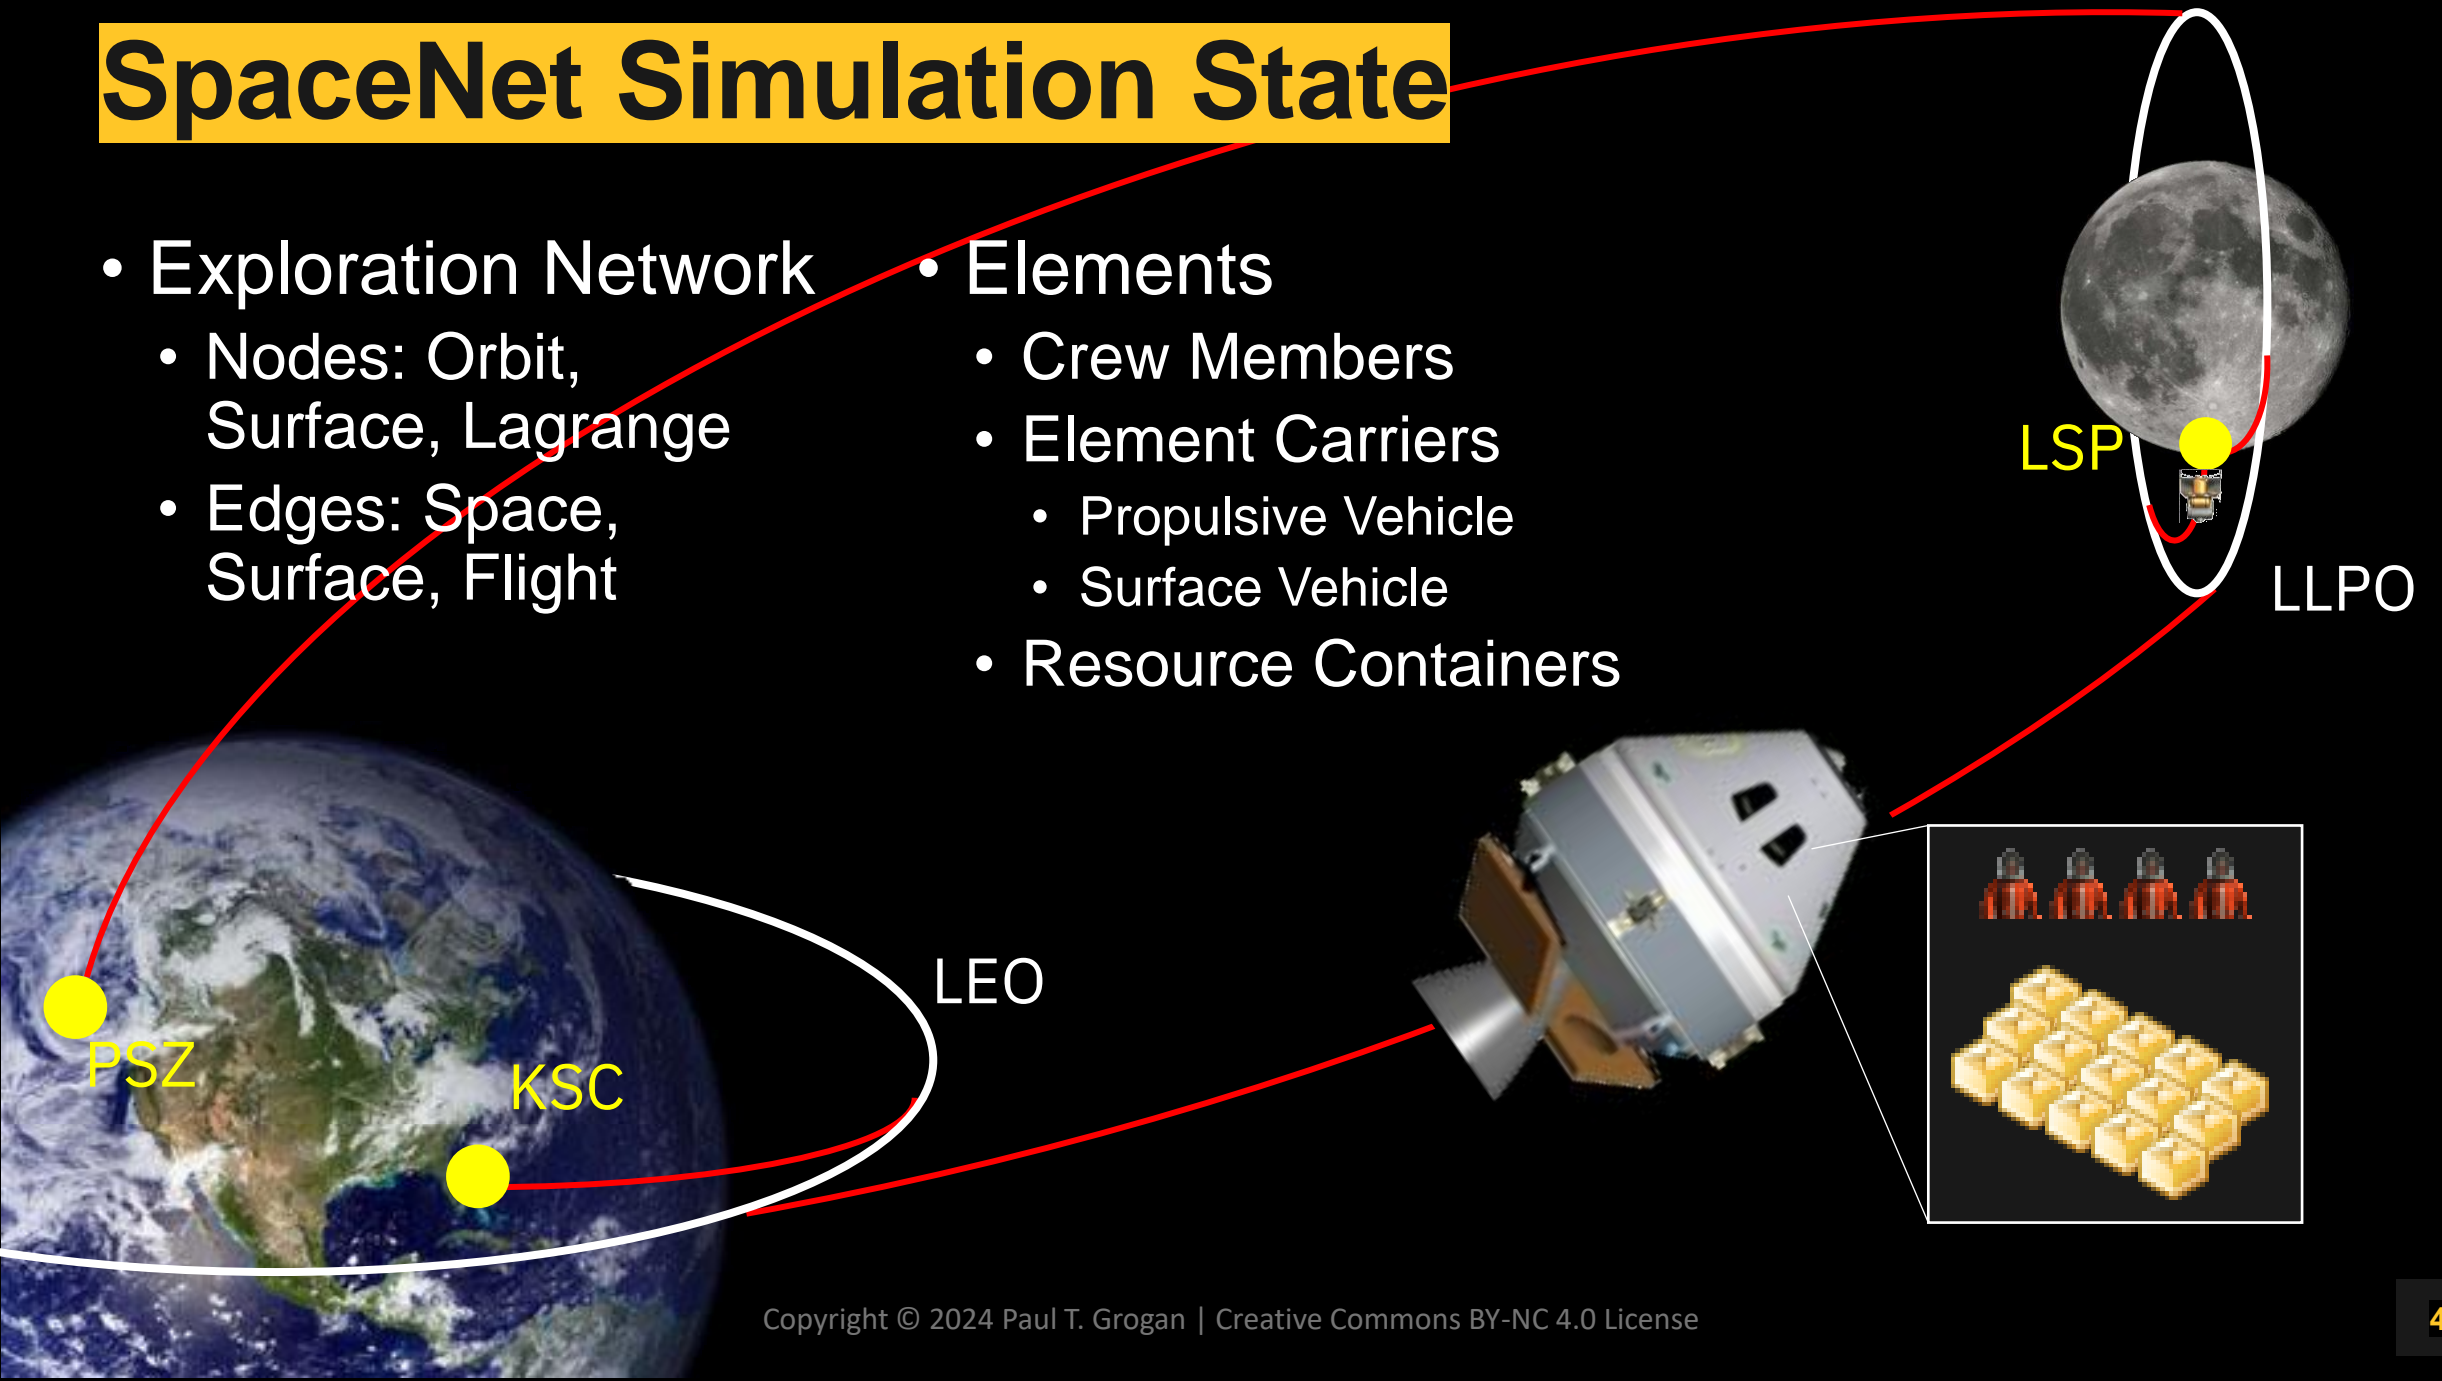 SpaceNet Simulation State
• Exploration Network
• Nodes: Orbit,
Surface, Lagrange
• Edges: Space,
Surface, Flight
• Elements
• Crew Members
• Element Carriers
• Propulsive Vehicle
• Surface Vehicle
• Resource Containers
LSP
LLPO
LEO
PSZ
KSC
Copyright © 2024 Paul T. Grogan | Creative Commons BY-NC 4.0 License
4